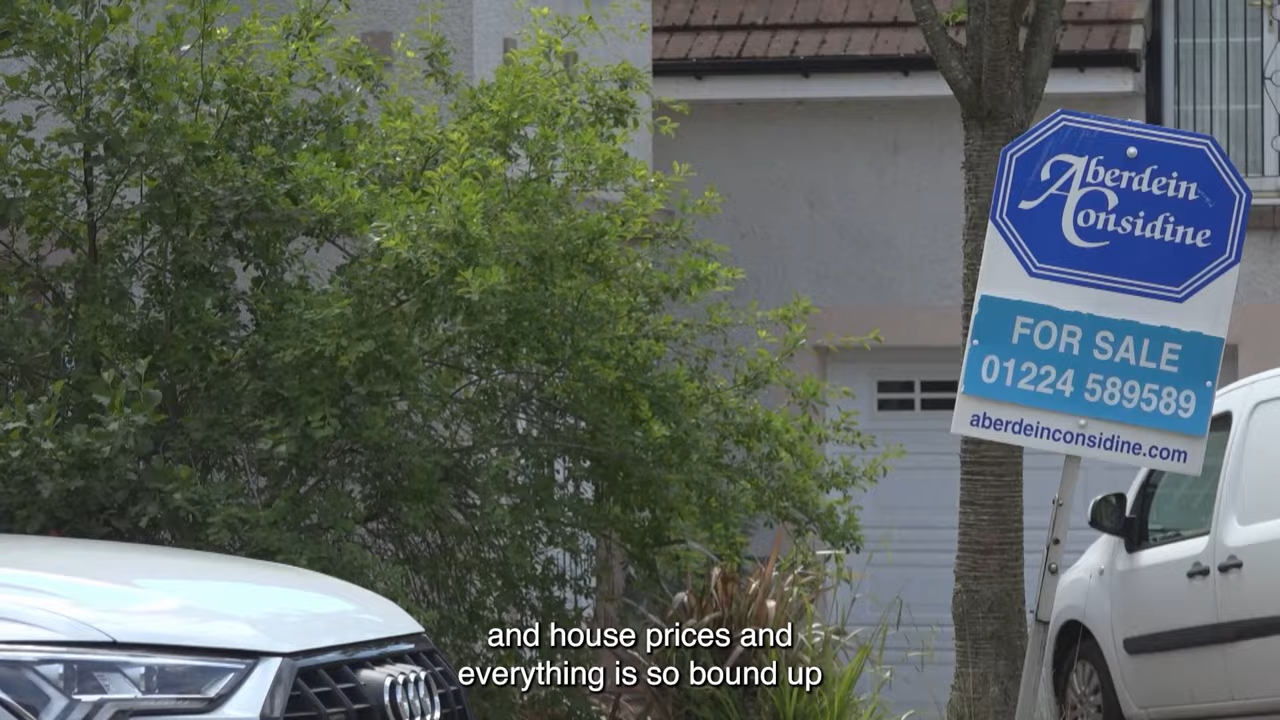 Aberdein
Considine
FOR SALE
01224 589589
aberdeinconsidine.com
and house prices and
everything is so bound up